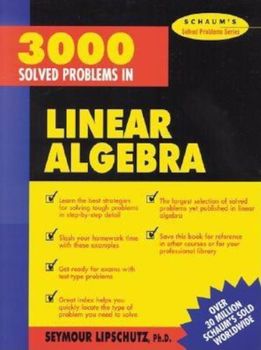 SCHAUM'S
Solved Problems Series
3000
SOLVED PROBLEMS IN
LINEAR
ALGEBRA
Learn the best strategies
for solving tough problems
in step-by-step detail
Slash your homework time
with these examples
Get ready for exams with
test type problems
Great index helps you
quickly locate the type of
problem you need to solve
The largest selection of solved
problems yet published in linear
algebra
Save this book for reference
in other courses or for your
professional library
OVER
30 MILLION
SCHAUM'S SOLD
WORLDWIDE
SEYMOUR LIPSCHUTZ, Ph.D.